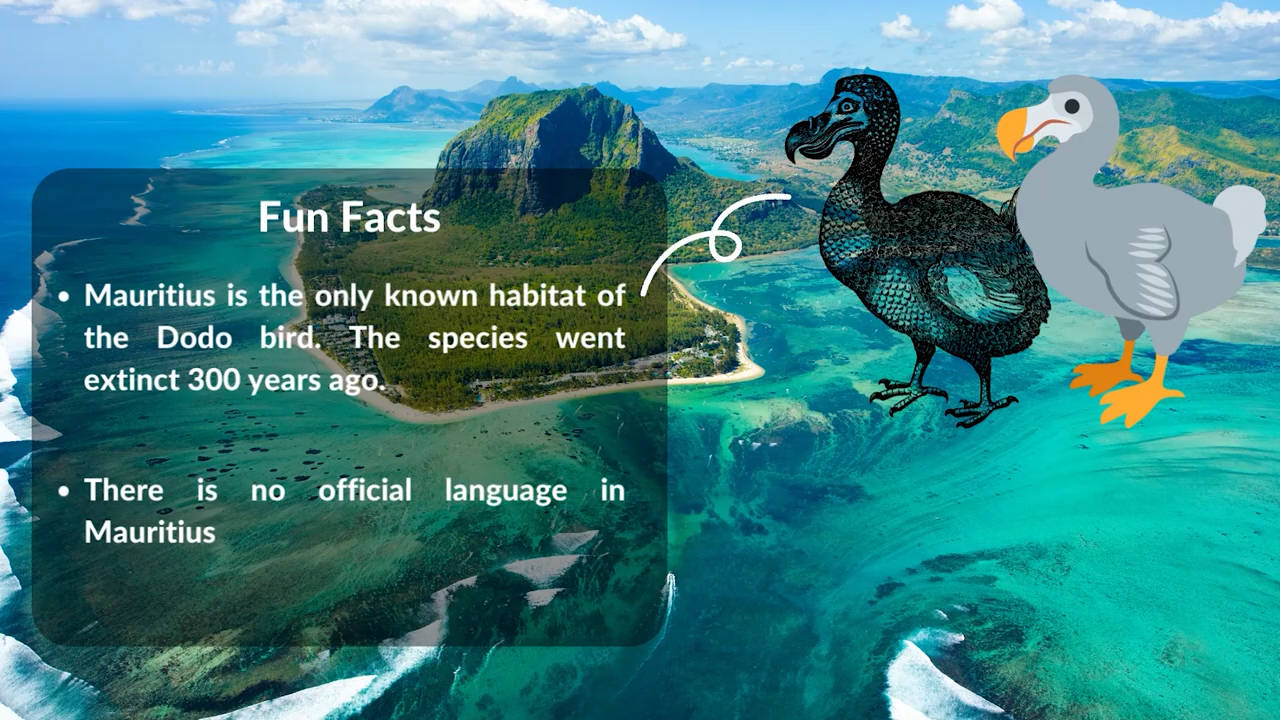 Fun Facts
• Mauritius is the only known habitat of
the Dodo bird. The species went
extinct 300 years ago.
• There is no official language in
Mauritius